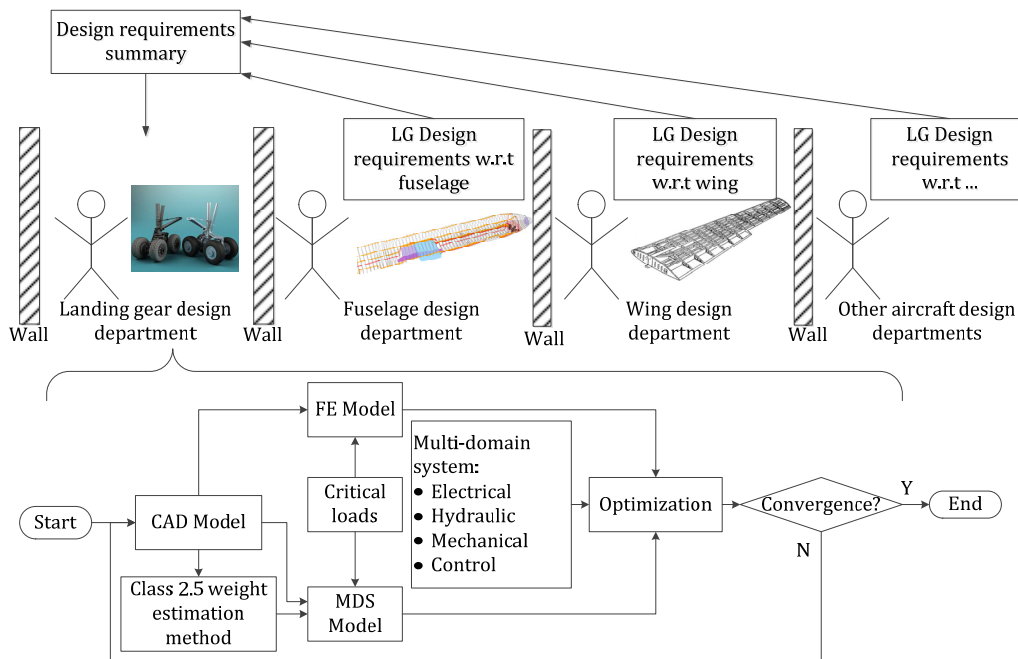 Design requirements
summary
LG Design
requirements w.r.t
fuselage
LG Design
requirements
w.r.t wing
LG Design
requirements
w.r.t ...
Wall
Landing gear design
department
Wall
Fuselage design
department
Wall
Wing design
department
Wall
Other aircraft design
departments
Start
CAD Model
Class 2.5 weight
estimation
method
FE Model
Critical
loads
MDS
Model
Multi-domain
system:
● Electrical
● Hydraulic
● Mechanical
● Control
Optimization
Convergence?
Y
N
End